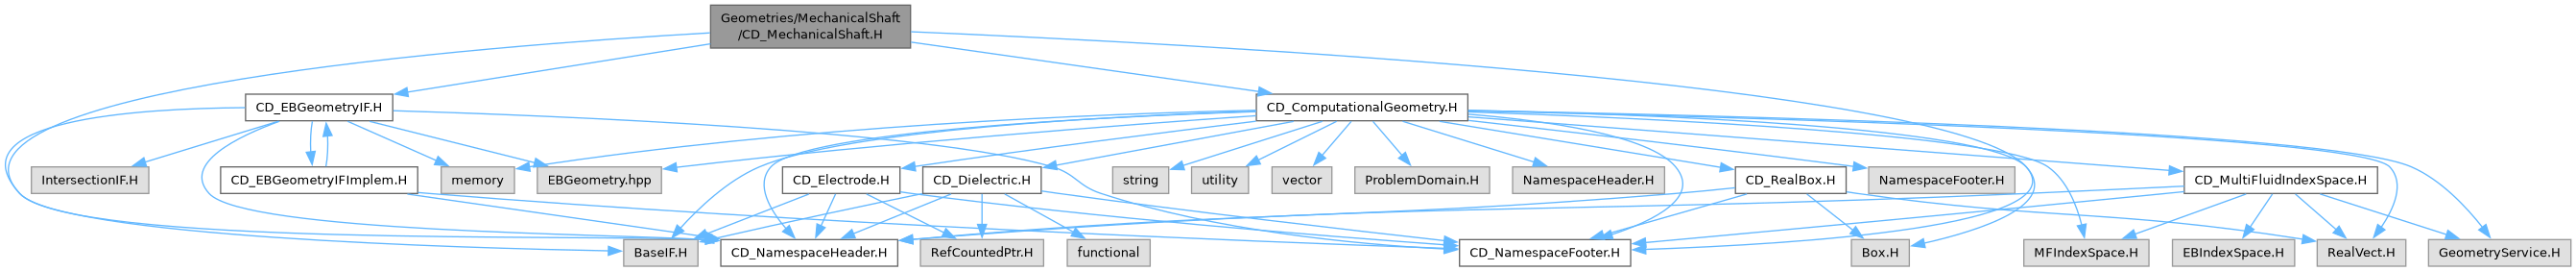 Geometries/MechanicalShaft
/CD_MechanicalShaft.H
CD_EBGeometryIF.H
CD_ComputationalGeometry.H
IntersectionIF.H
CD_EBGeometryIFImplem.H
memory
EBGeometry.hpp
CD_Electrode.H
CD_Dielectric.H
string
utility
vector
ProblemDomain.H
NamespaceHeader.H
CD_RealBox.H
NamespaceFooter.H
CD_MultiFluidIndexSpace.H
BaseIF.H
CD_NamespaceHeader.H
RefCountedPtr.H
functional
CD_NamespaceFooter.H
Box.H
MFIndexSpace.H
EBIndexSpace.H
RealVect.H
GeometryService.H